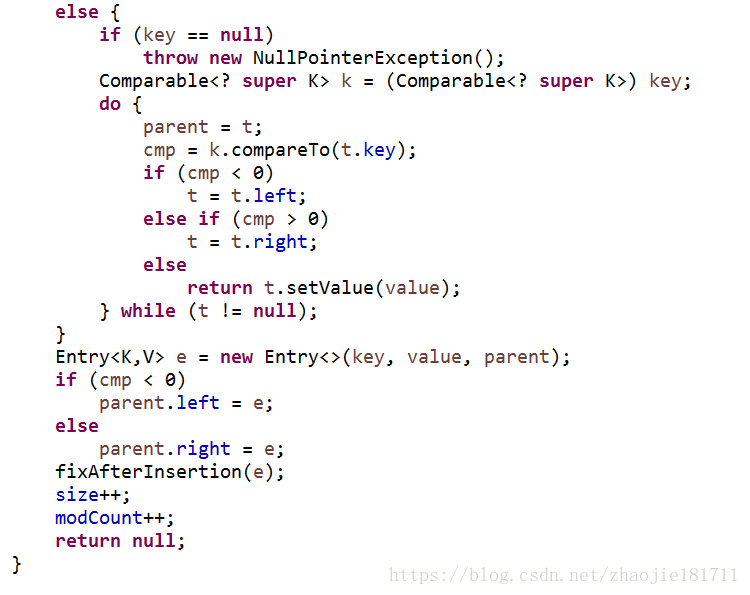 else {
if (key == null)
throw new NullPointerException();
Comparable<? super K> k = (Comparable<? super K>) key;
do {
parent = t;
cmp = k.compareTo(t.key);
if (cmp < 0)
t = t.left;
else if (cmp > 0)
t = t.right;
else
return t.setValue(value);
} while (t != null);
}
Entry<K,V> e = new Entry<>(key, value, parent);
if (cmp < 0)
parent.left = e;
else
parent.right = e;
fixAfterInsertion(e);
size++;
modCount++;
return null;
}
https://blog.csdn.net/zhaojie181711